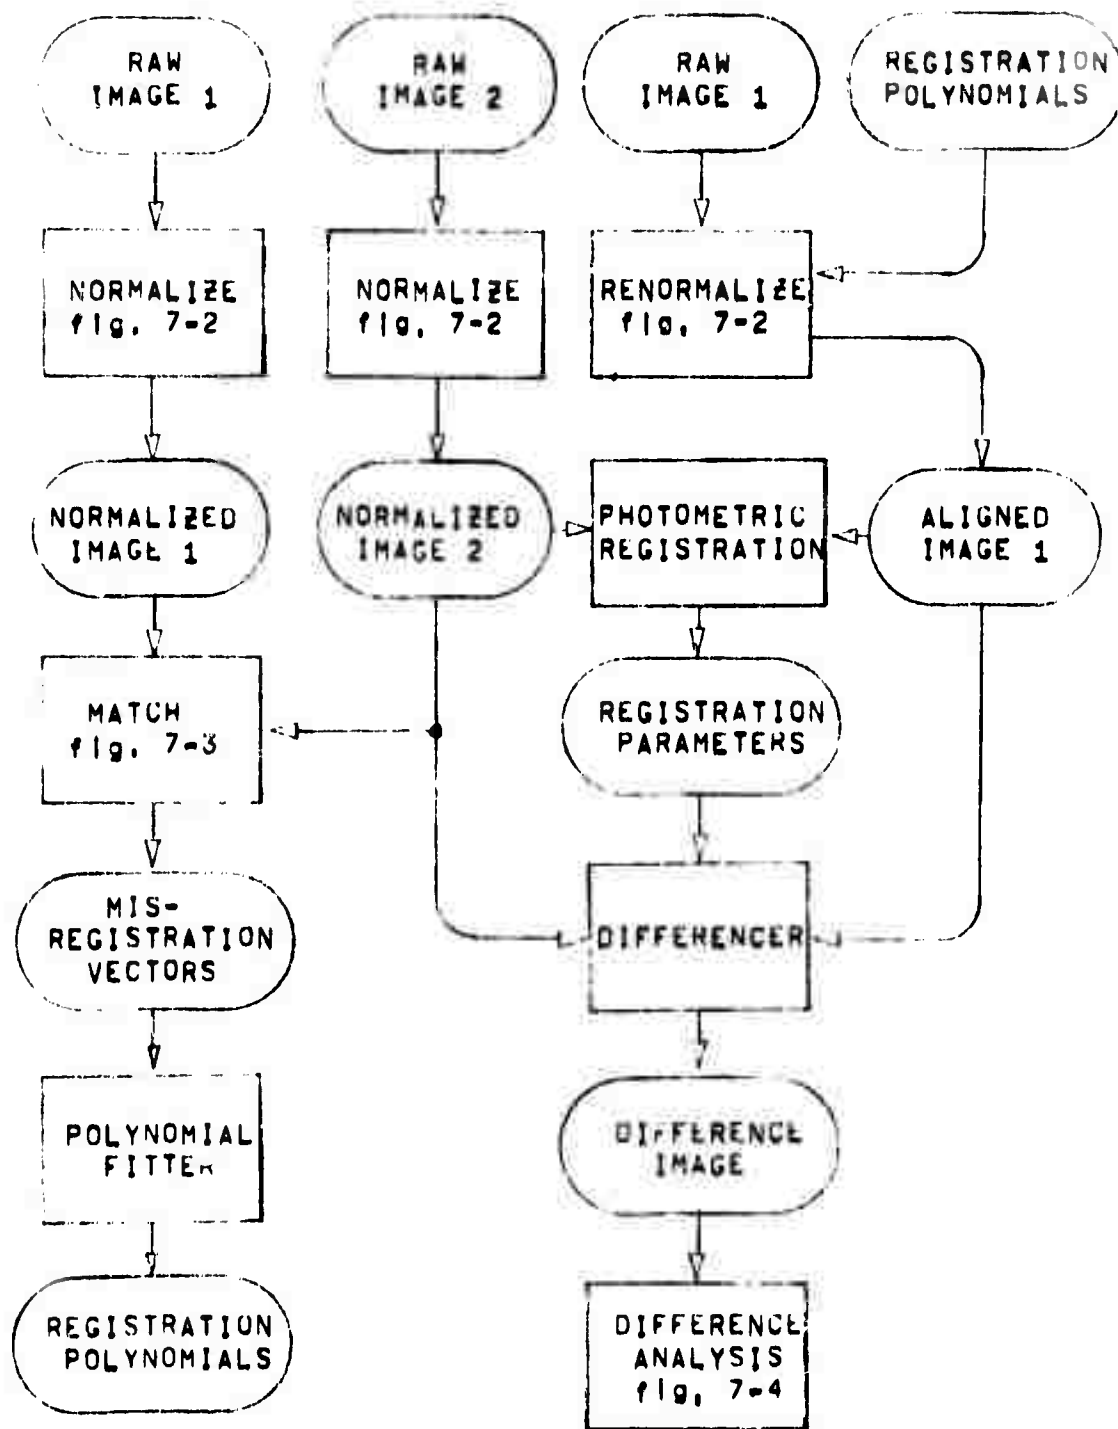 RAW
IMAGE 1
RAW
IMAGE 2
RAW
IMAGE 1
REGISTRATION
POLYNOMIALS
NORMALIZE
fig. 7-2
NORMALIZE
fig. 7-2
RENORMALIZE
fig. 7-2
NORMALIZED
IMAGE 1
NORMALIZED
IMAGE 2
PHOTOMETRIC
REGISTRATION
ALIGNED
IMAGE 1
MATCH
fig. 7-3
REGISTRATION
PARAMETERS
MIS-
REGISTRATION
VECTORS
DIFFERENCER
POLYNOMIAL
FITTER
DIFFERENCE
IMAGE
REGISTRATION
POLYNOMIALS
DIFFERENCE
ANALYSIS
fig. 7-4